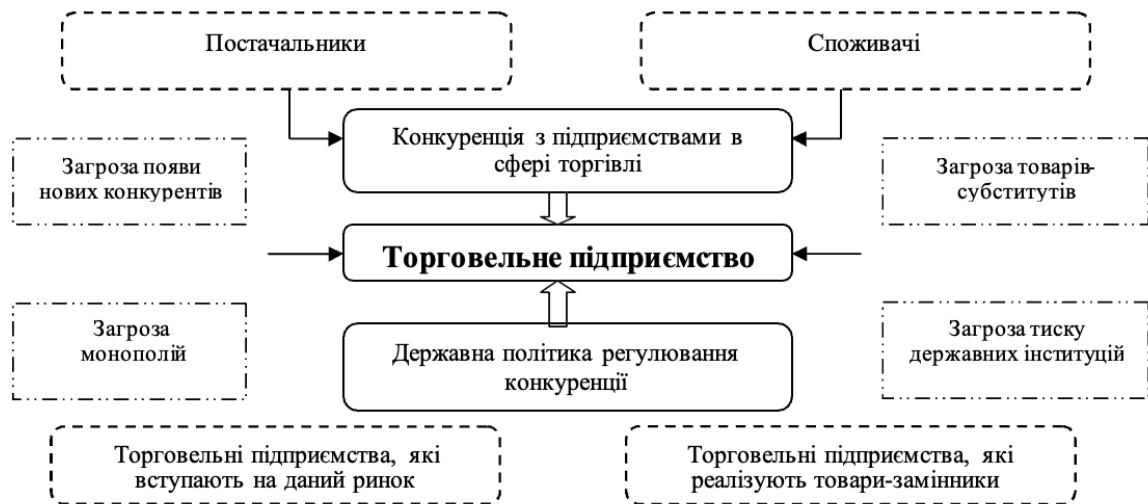 Постачальники
Споживачі
Конкуренція з підприємствами в
сфері торгівлі
Загроза появи
нових конкурентів
Загроза товарів-
субститутів
Торговельне підприємство
Загроза
монополій
Державна політика регулювання
конкуренції
Загроза тиску
державних інституцій
Торговельні підприємства, які
вступають на даний ринок
Торговельні підприємства, які
реалізують товари-замінники